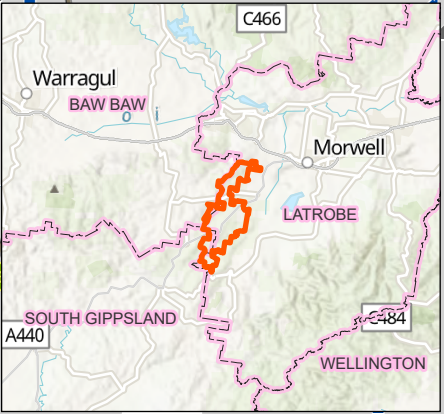 C466
Warragul
BAW BAW
o i
Morwell
LATROBE
SOUTH GIPPSLAND
C484
A440
WELLINGTON